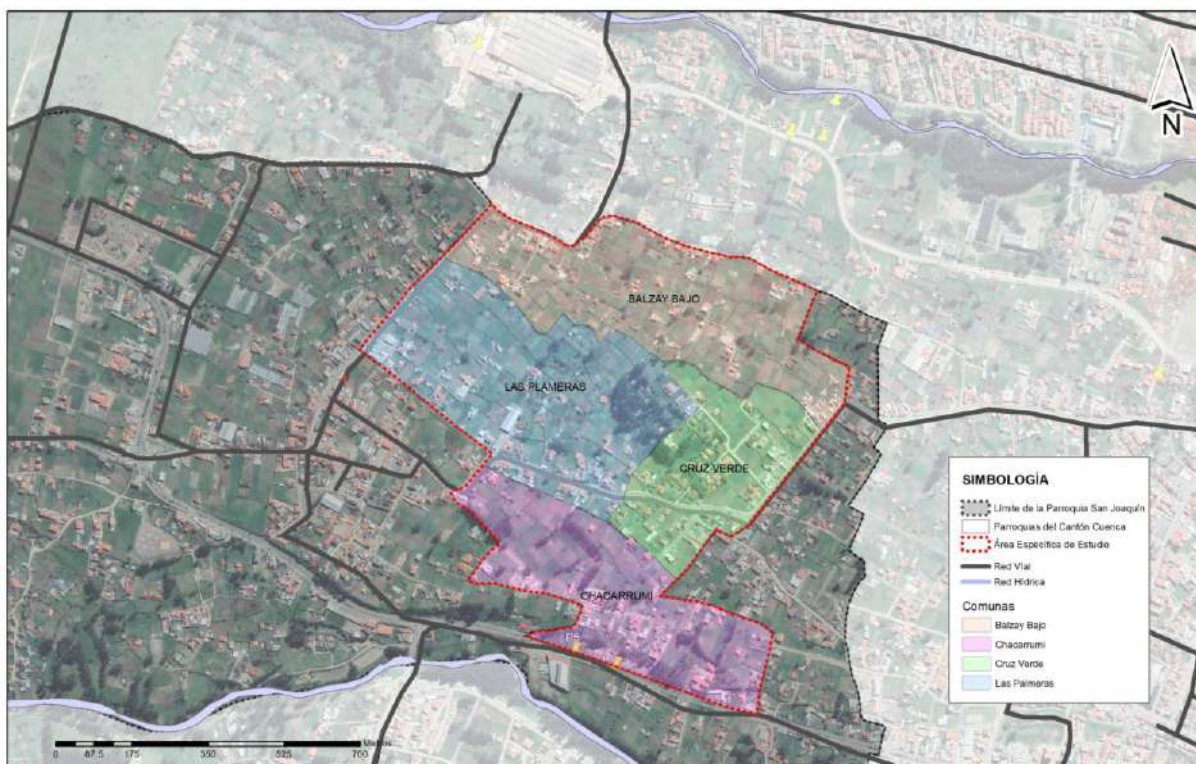 N
BALZAY BAJO
LAS PLAMERAS
CRUZ VERDE
CHACARRUMI
SIMBOLOGÍA
Límite de la Parroquia San Joaquín
Parroquias del Cantón Cuenca
Área Específica de Estudio
Red Vial
Red Hídrica
Comunas
Balzay Bajo
Chacarrumi
Cruz Verde
Las Palmeras
0 87.5 175 350 525 700